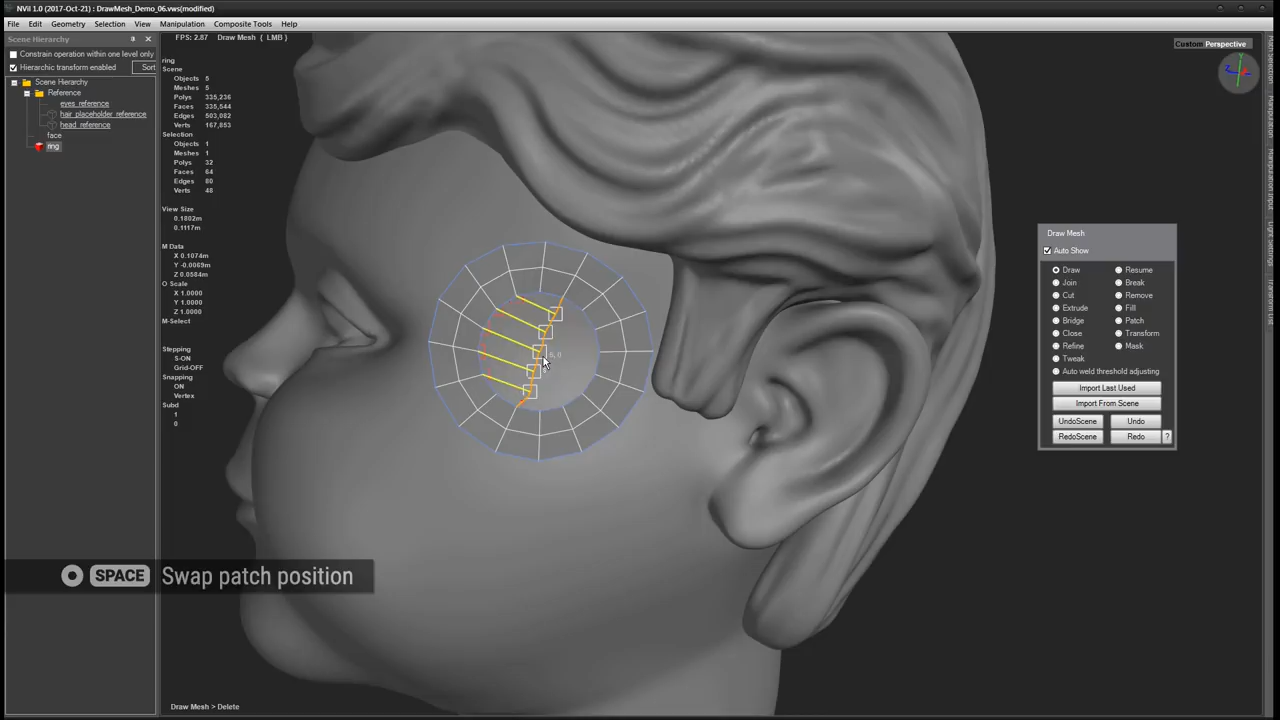 NVil 1.0 (2017-Oct-21) : DrawMesh_Demo_06.vws(modified)
File Edit Geometry Selection View Manipulation Composite Tools Help
Scene Hierarchy
FPS: 2.87 Draw Mesh ( LMB )
Custom Perspective
Constrain operation within one level only
Hierarchic transform enabled
Sort
Scene Hierarchy
Reference
eyes_reference
hair_placeholder_reference
head_reference
face
ring
ring
Scene
Objects 5
Meshes 5
Polys 335,236
Faces 335,544
Edges 503,082
Verts 167,853
Selection
Objects 1
Meshes 1
Polys 32
Faces 64
Edges 80
Verts 48
View Size
0.1802m
0.1117m
M Data
X 0.1074m
Y -0.0069m
Z 0.0584m
O Scale
X 1.0000
Y 1.0000
Z 1.0000
M-Select
Stepping
S-ON
Grid-OFF
Snapping
ON
Vertex
Subd
1
0
Draw Mesh
Auto Show
Draw Resume
Join Break
Cut Remove
Extrude Fill
Bridge Patch
Close Transform
Refine Mask
Tweak
Auto weld threshold adjusting
Import Last Used
Import From Scene
UndoScene Undo
RedoScene Redo ?
SPACE Swap patch position
Draw Mesh > Delete
Manipulation
Manipulation Input
Light Settings
Transform List